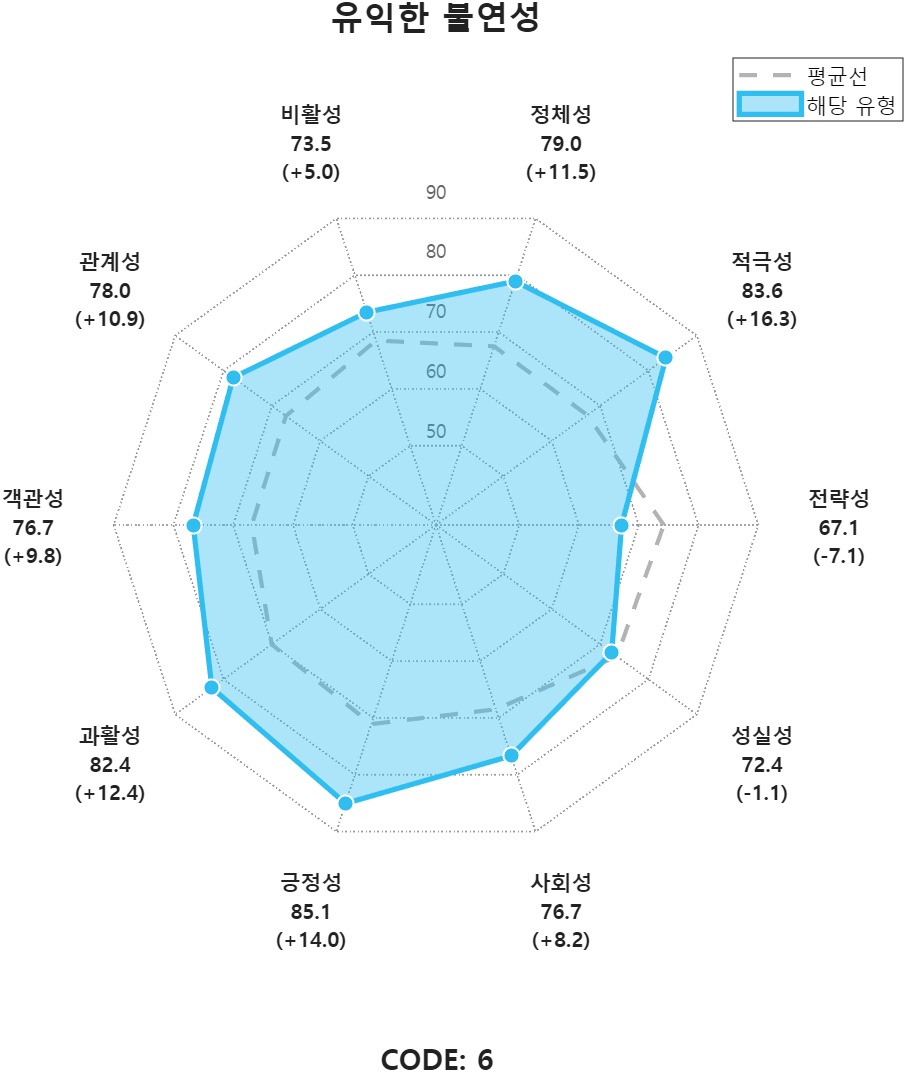 유익한 불연성
평균선
해당 유형
비활성
73.5
(+5.0)
정체성
79.0
(+11.5)
관계성
78.0
(+10.9)
적극성
83.6
(+16.3)
90
80
70
60
50
객관성
76.7
(+9.8)
전략성
67.1
(-7.1)
과활성
82.4
(+12.4)
성실성
72.4
(-1.1)
긍정성
85.1
(+14.0)
사회성
76.7
(+8.2)
CODE: 6